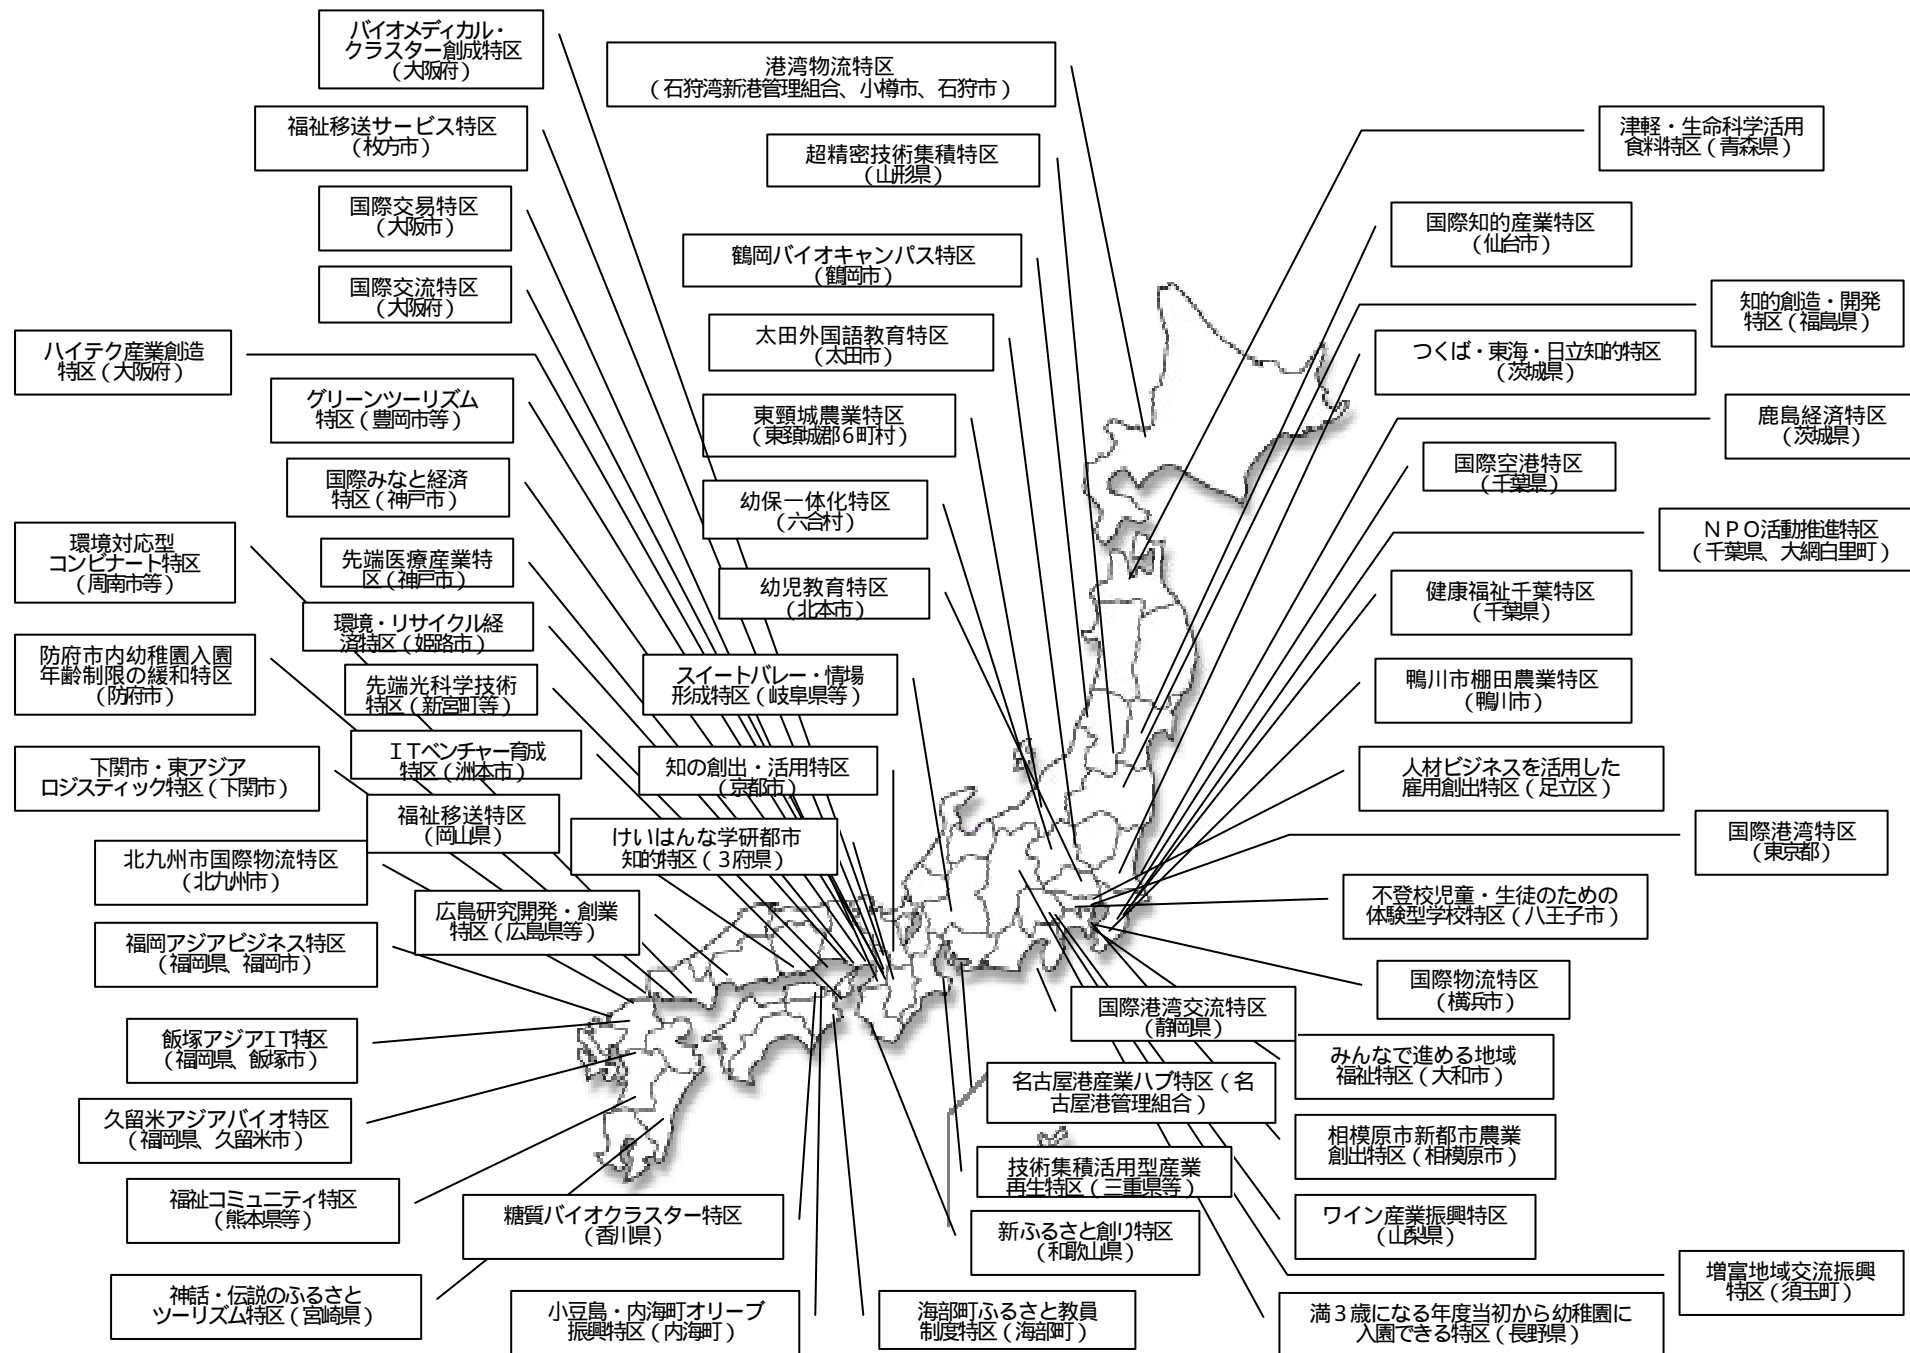 バイオメディカル・
クラスター創成特区
(大阪府)
港湾物流特区
(石狩湾新港管理組合、小樽市、石狩市)
福祉移送サービス特区
(枚方市)
超精密技術集積特区
(山形県)
津軽・生命科学活用
食料特区(青森県)
国際交易特区
(大阪市)
鶴岡バイオキャンパス特区
(鶴岡市)
国際知的産業特区
(仙台市)
国際交流特区
(大阪府)
太田外国語教育特区
(太田市)
知的創造・開発
特区(福島県)
ハイテク産業創造
特区(大阪府)
つくば・東海・日立知的特区
(茨城県)
グリーンツーリズム
特区(豊岡市等)
東頸城農業特区
(東頸城郡6町村)
鹿島経済特区
(茨城県)
国際みなと経済
特区(神戸市)
幼保一体化特区
(六合村)
国際空港特区
(千葉県)
環境対応型
コンビナート特区
(周南市等)
先端医療産業特
区(神戸市)
幼児教育特区
(北本市)
NPO活動推進特区
(千葉県、大網白里町)
環境・リサイクル経
済特区(姫路市)
健康福祉千葉特区
(千葉県)
防府市内幼稚園入園
年齢制限の緩和特区
(防府市)
先端光科学技術
特区(新宮町等)
スイートバレー・情場
形成特区(岐阜県等)
鴨川市棚田農業特区
(鴨川市)
下関市・東アジア
ロジスティック特区(下関市)
ITベンチャー育成
特区(洲本市)
知の創出・活用特区
(京都市)
人材ビジネスを活用した
雇用創出特区(足立区)
福祉移送特区
(岡山県)
けいはんな学研都市
知的特区(3府県)
国際港湾特区
(東京都)
北九州市国際物流特区
(北九州市)
広島研究開発・創業
特区(広島県等)
不登校児童・生徒のための
体験型学校特区(八王子市)
福岡アジアビジネス特区
(福岡県、福岡市)
国際物流特区
(横浜市)
飯塚アジアIT特区
(福岡県、飯塚市)
国際港湾交流特区
(静岡県)
みんなで進める地域
福祉特区(大和市)
久留米アジアバイオ特区
(福岡県、久留米市)
名古屋港産業ハブ特区(名
古屋港管理組合)
相模原市新都市農業
創出特区(相模原市)
福祉コミュニティ特区
(熊本県等)
技術集積活用型産業
再生特区(三重県等)
糖質バイオクラスター特区
(香川県)
新ふるさと創り特区
(和歌山県)
ワイン産業振興特区
(山梨県)
神話・伝説のふるさと
ツーリズム特区(宮崎県)
小豆島・内海町オリーブ
振興特区(内海町)
海部町ふるさと教員
制度特区(海部町)
増富地域交流振興
特区(須玉町)
満3歳になる年度当初から幼稚園に
入園できる特区(長野県)